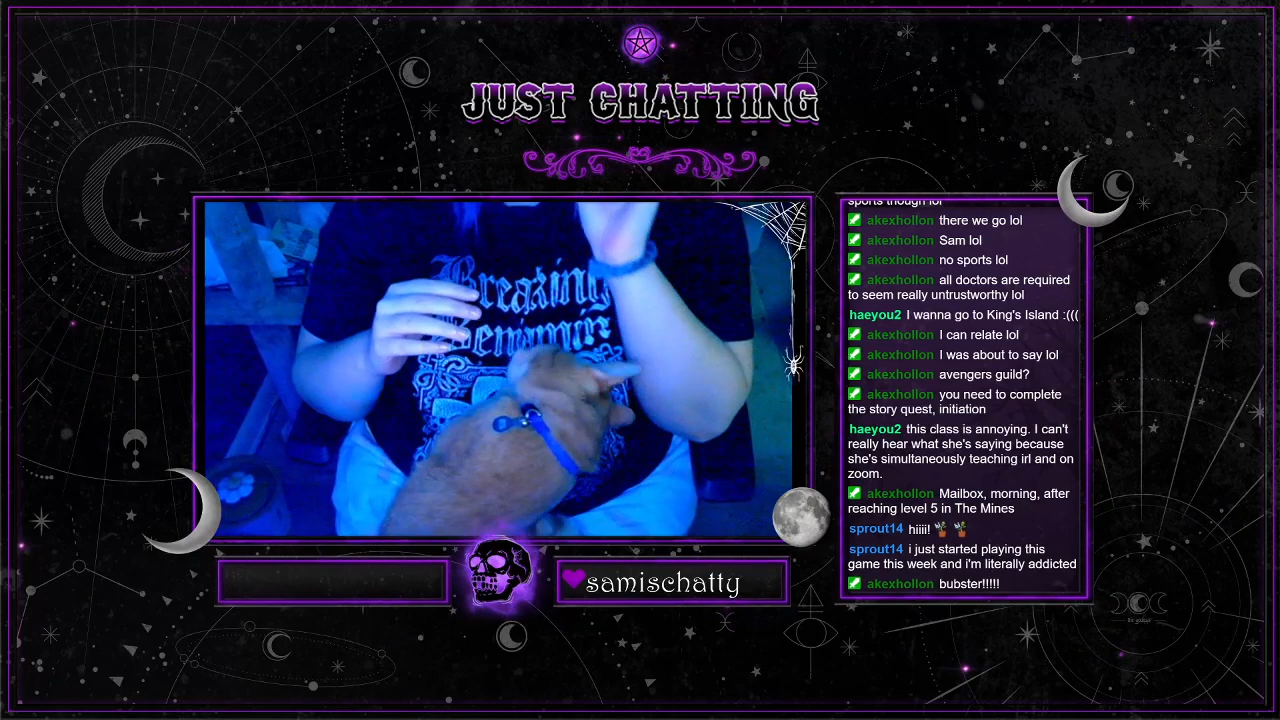 JUST CHATTING
Breaking
Benjamin
sports though lol
akexhollon there we go lol
akexhollon Sam lol
akexhollon no sports lol
akexhollon all doctors are required
to seem really untrustworthy lol
haeyou2 I wanna go to King's Island :(((
akexhollon I can relate lol
akexhollon I was about to say lol
akexhollon avengers guild?
akexhollon you need to complete
the story quest, initiation
haeyou2 this class is annoying. I can't
really hear what she's saying because
she's simultaneously teaching irl and on
zoom.
akexhollon Mailbox, morning, after
reaching level 5 in The Mines
sprout14 hiiii!
sprout14 i just started playing this
game this week and i'm literally addicted
akexhollon bubster!!!!!
samischatty